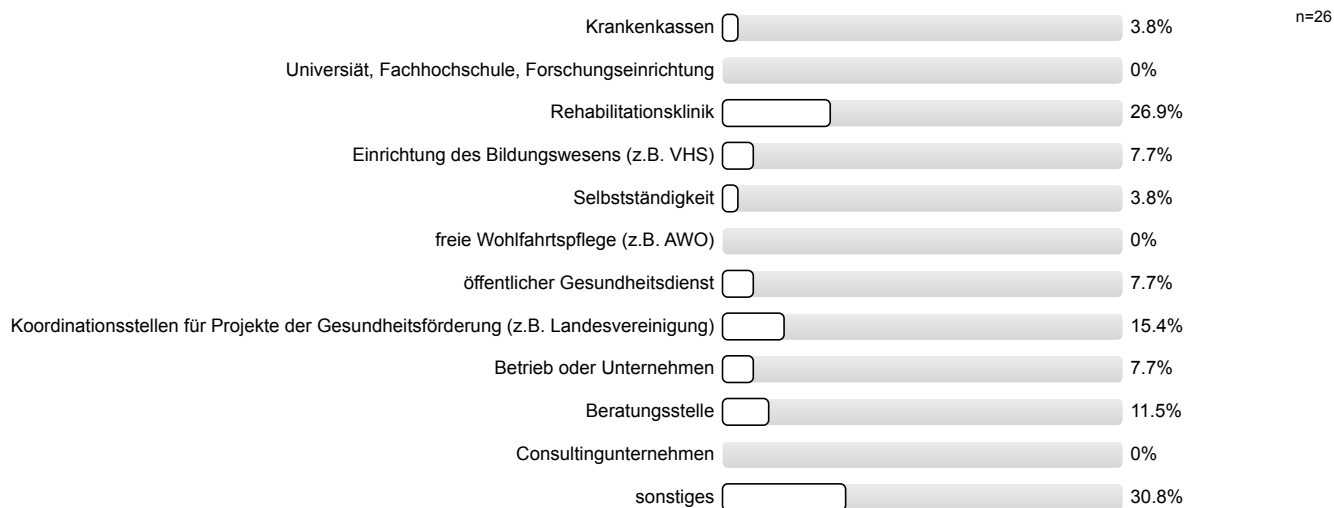 n=26
Krankenkassen 3.8%
Universiät, Fachhochschule, Forschungseinrichtung 0%
Rehabilitationsklinik 26.9%
Einrichtung des Bildungswesens (z.B. VHS) 7.7%
Selbstständigkeit 3.8%
freie Wohlfahrtspflege (z.B. AWO) 0%
öffentlicher Gesundheitsdienst 7.7%
Koordinationsstellen für Projekte der Gesundheitsförderung (z.B. Landesvereinigung) 15.4%
Betrieb oder Unternehmen 7.7%
Beratungsstelle 11.5%
Consultingunternehmen 0%
sonstiges 30.8%